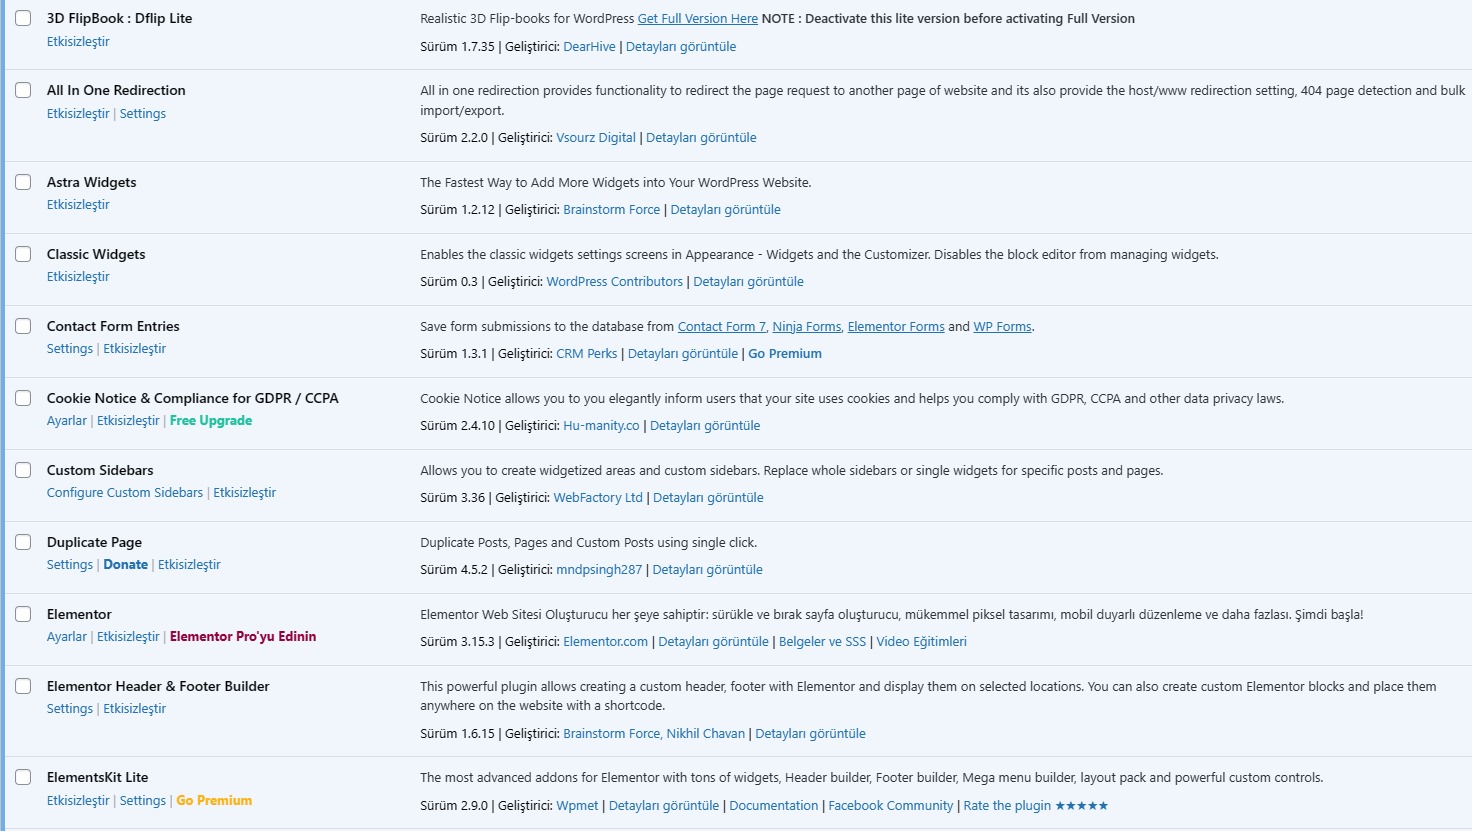 3D FlipBook : Dflip Lite
Etkisizleştir
Realistic 3D Flip-books for WordPress Get Full Version Here NOTE : Deactivate this lite version before activating Full Version
Sürüm 1.7.35 | Geliştirici: DearHive | Detayları görüntüle
All In One Redirection
Etkisizleştir | Settings
All in one redirection provides functionality to redirect the page request to another page of website and its also provide the host/www redirection setting, 404 page detection and bulk
import/export.
Sürüm 2.2.0 | Geliştirici: Vsourz Digital | Detayları görüntüle
Astra Widgets
Etkisizleştir
The Fastest Way to Add More Widgets into Your WordPress Website.
Sürüm 1.2.12 | Geliştirici: Brainstorm Force | Detayları görüntüle
Classic Widgets
Etkisizleştir
Enables the classic widgets settings screens in Appearance - Widgets and the Customizer. Disables the block editor from managing widgets.
Sürüm 0.3 | Geliştirici: WordPress Contributors | Detayları görüntüle
Contact Form Entries
Settings | Etkisizleştir
Save form submissions to the database from Contact Form 7, Ninja Forms, Elementor Forms and WP Forms.
Sürüm 1.3.1 | Geliştirici: CRM Perks | Detayları görüntüle | Go Premium
Cookie Notice & Compliance for GDPR / CCPA
Ayarlar | Etkisizleştir | Free Upgrade
Cookie Notice allows you to you elegantly inform users that your site uses cookies and helps you comply with GDPR, CCPA and other data privacy laws.
Sürüm 2.4.10 | Geliştirici: Hu-manity.co | Detayları görüntüle
Custom Sidebars
Configure Custom Sidebars | Etkisizleştir
Allows you to create widgetized areas and custom sidebars. Replace whole sidebars or single widgets for specific posts and pages.
Sürüm 3.36 | Geliştirici: WebFactory Ltd | Detayları görüntüle
Duplicate Page
Settings | Donate | Etkisizleştir
Duplicate Posts, Pages and Custom Posts using single click.
Sürüm 4.5.2 | Geliştirici: mndpsingh287 | Detayları görüntüle
Elementor
Ayarlar | Etkisizleştir | Elementor Pro'yu Edinin
Elementor Web Sitesi Oluşturucu her şeye sahiptir: sürükle ve bırak sayfa oluşturucu, mükemmel piksel tasarımı, mobil duyarlı düzenleme ve daha fazlası. Şimdi başla!
Sürüm 3.15.3 | Geliştirici: Elementor.com | Detayları görüntüle | Belgeler ve SSS | Video Eğitimleri
Elementor Header & Footer Builder
Settings | Etkisizleştir
This powerful plugin allows creating a custom header, footer with Elementor and display them on selected locations. You can also create custom Elementor blocks and place them
anywhere on the website with a shortcode.
Sürüm 1.6.15 | Geliştirici: Brainstorm Force, Nikhil Chavan | Detayları görüntüle
ElementsKit Lite
Etkisizleştir | Settings | Go Premium
The most advanced addons for Elementor with tons of widgets, Header builder, Footer builder, Mega menu builder, layout pack and powerful custom controls.
Sürüm 2.9.0 | Geliştirici: Wpmet | Detayları görüntüle | Documentation | Facebook Community | Rate the plugin ★★★★★